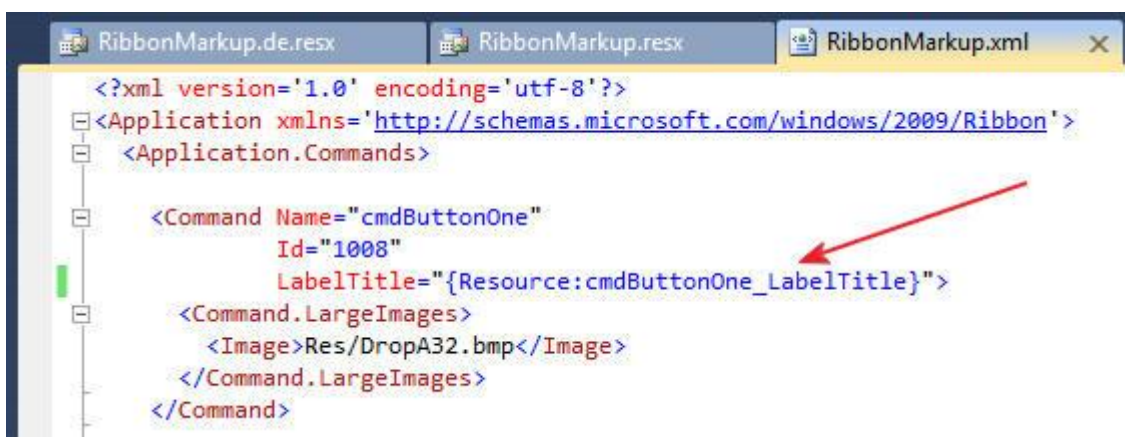 RibbonMarkup.de.resx RibbonMarkup.resx RibbonMarkup.xml
<?xml version='1.0' encoding='utf-8'?>
<Application xmlns='http://schemas.microsoft.com/windows/2009/Ribbon'>
<Application.Commands>
<Command Name="cmdButtonOne"
Id="1008"
LabelTitle="{Resource:cmdButtonOne_LabelTitle}">
<Command.LargeImages>
<Image>Res/DropA32.bmp</Image>
</Command.LargeImages>
</Command>